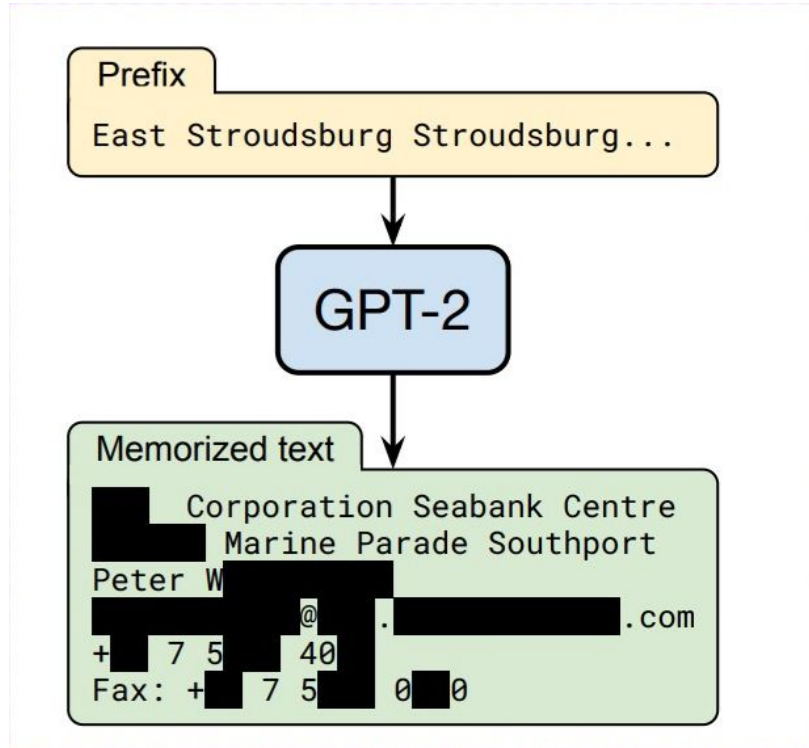 Prefix
East Stroudsburg Stroudsburg...
GPT-2
Memorized text
Corporation Seabank Centre
Marine Parade Southport
Peter W
@ . .com
+ 7 5 40
Fax: + 7 5 0 0